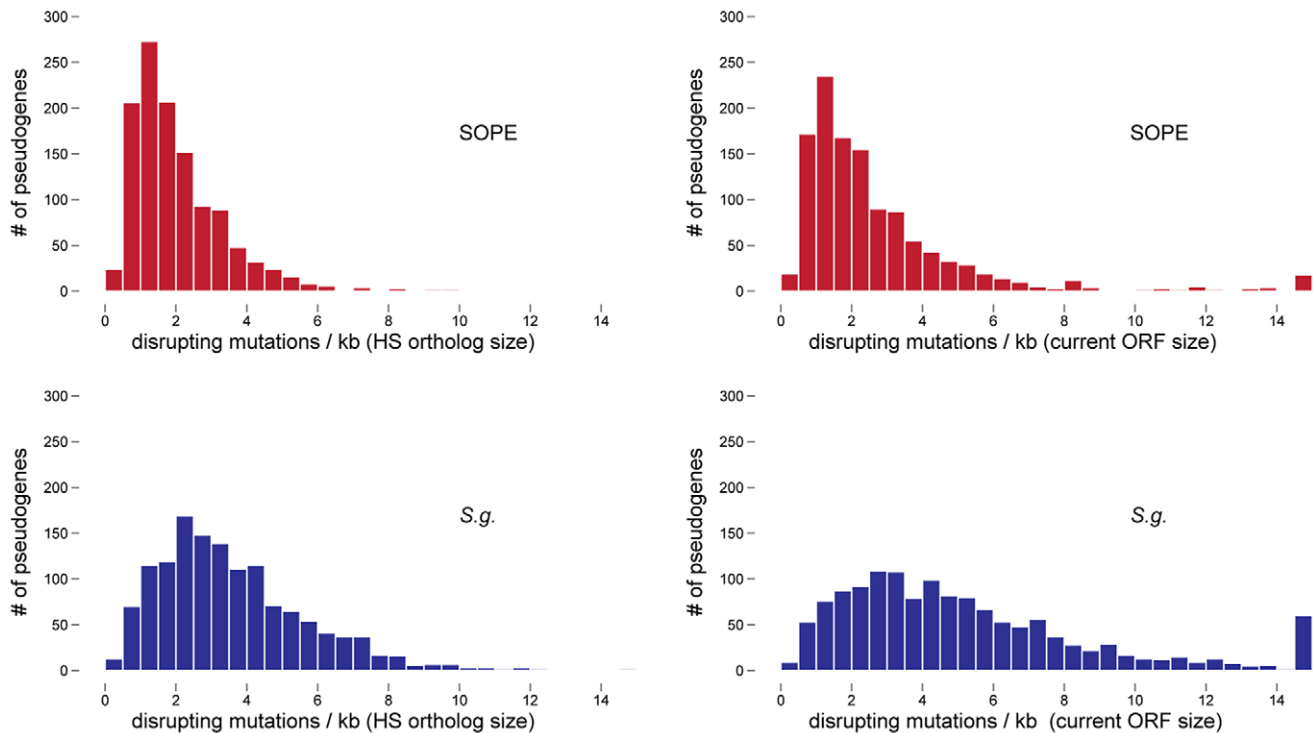 300
250
200
150
100
50
0
# of pseudogenes
SOPE
0 2 4 6 8 10 12 14
disrupting mutations / kb (HS ortholog size)
300
250
200
150
100
50
0
# of pseudogenes
SOPE
0 2 4 6 8 10 12 14
disrupting mutations / kb (current ORF size)
300
250
200
150
100
50
0
# of pseudogenes
S.g.
0 2 4 6 8 10 12 14
disrupting mutations / kb (HS ortholog size)
300
250
200
150
100
50
0
# of pseudogenes
S.g.
0 2 4 6 8 10 12 14
disrupting mutations / kb (current ORF size)